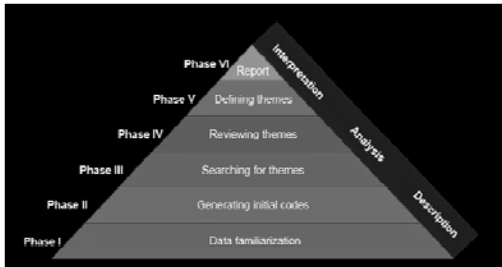 Phase VI
Report
Phase V
Defining themes
Phase IV
Reviewing themes
Phase III
Searching for themes
Phase II
Generating initial codes
Phase I
Data familiarization
Interpretation
Analysis
Description